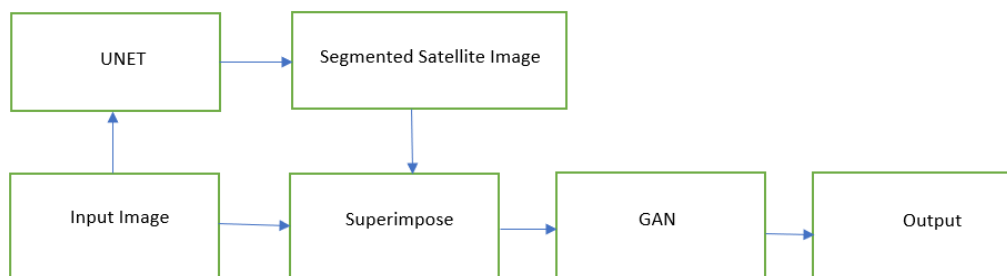 UNET
Segmented Satellite Image
Input Image
Superimpose
GAN
Output